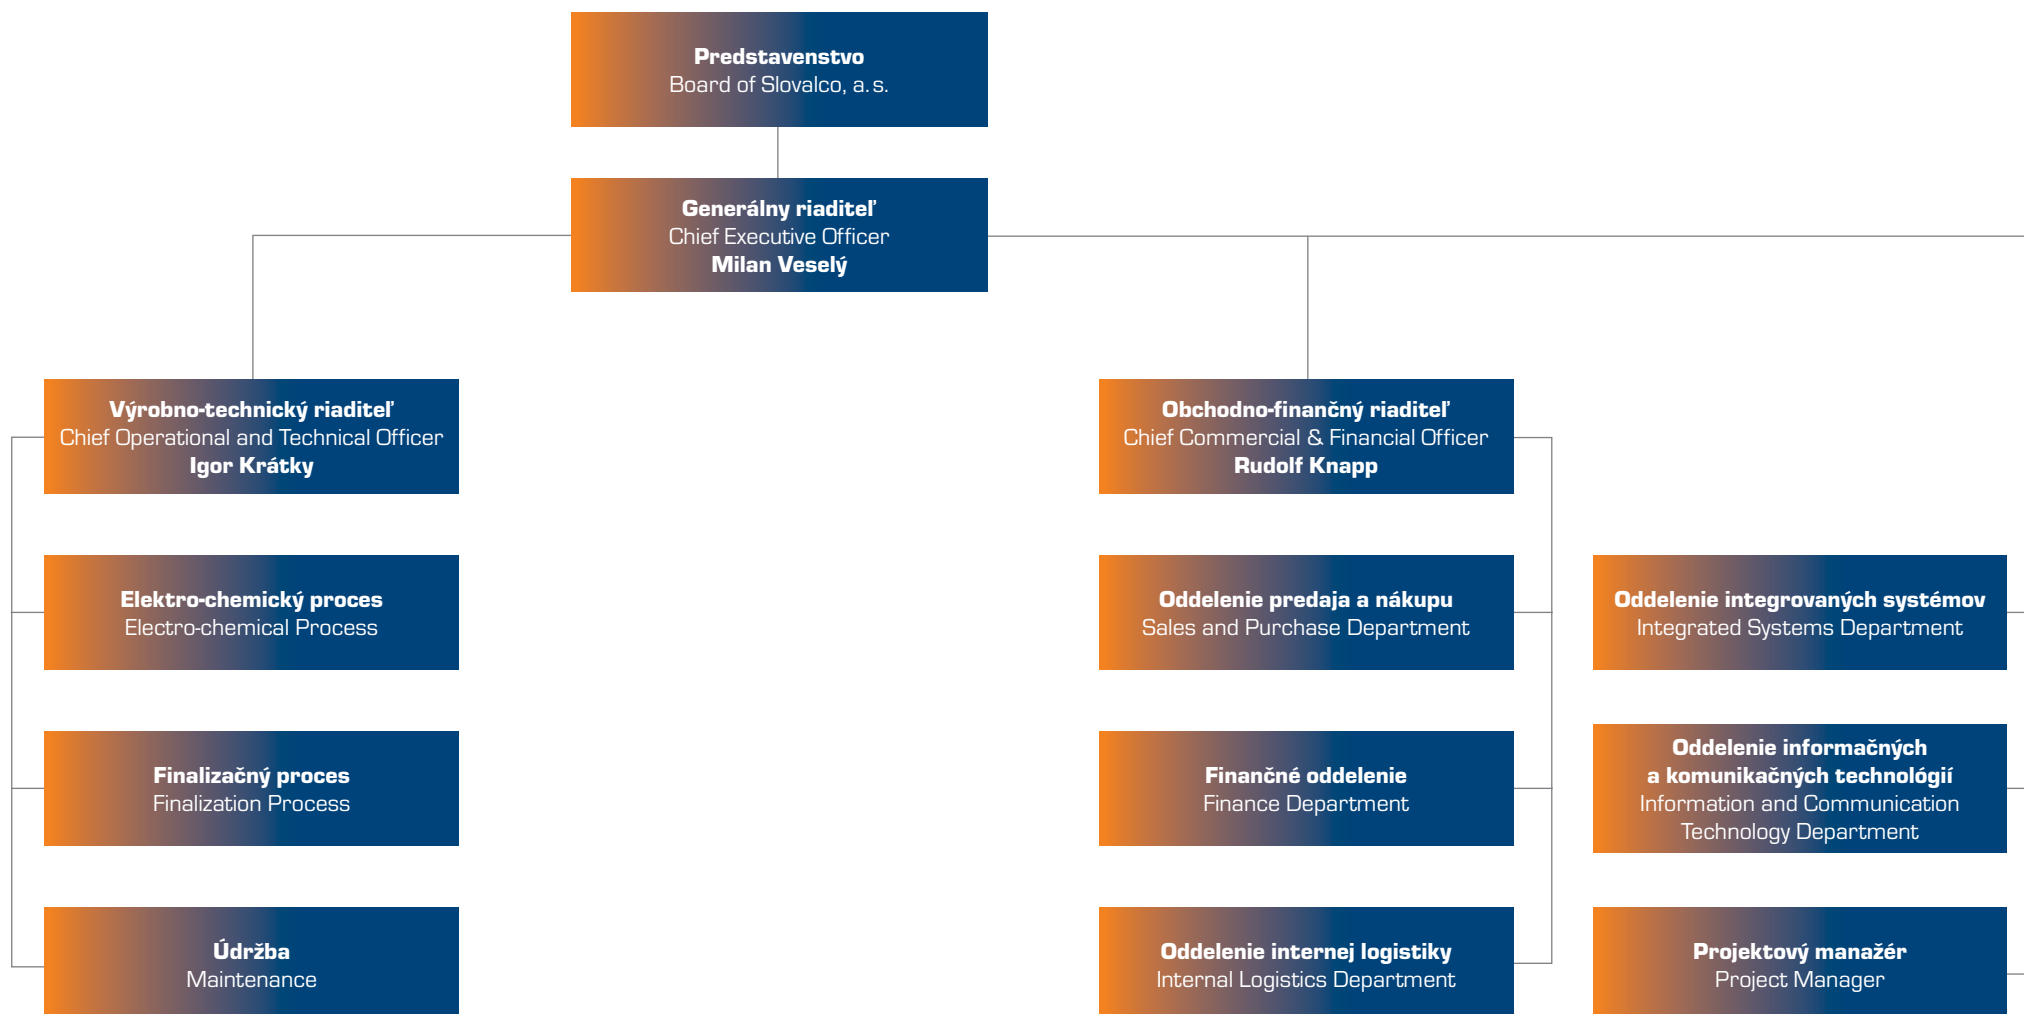 Predstavenstvo
Board of Slovalco, a.s.
Generálny riaditeľ
Chief Executive Officer
Milan Veselý
Výrobno-technický riaditeľ
Chief Operational and Technical Officer
Igor Krátky
Obchodno-finančný riaditeľ
Chief Commercial & Financial Officer
Rudolf Knapp
Elektro-chemický proces
Electro-chemical Process
Oddelenie predaja a nákupu
Sales and Purchase Department
Oddelenie integrovaných systémov
Integrated Systems Department
Finalizačný proces
Finalization Process
Finančné oddelenie
Finance Department
Oddelenie informačných
a komunikačných technológií
Information and Communication
Technology Department
Údržba
Maintenance
Oddelenie internej logistiky
Internal Logistics Department
Projektový manažér
Project Manager